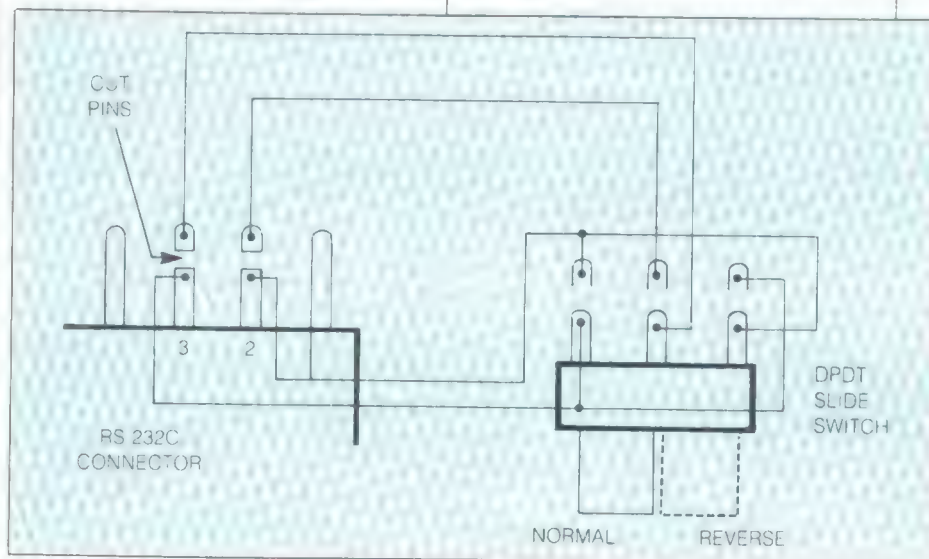 CUT
PINS
3
2
RS 232C
CONNECTOR
DPDT
SLIDE
SWITCH
NORMAL
REVERSE